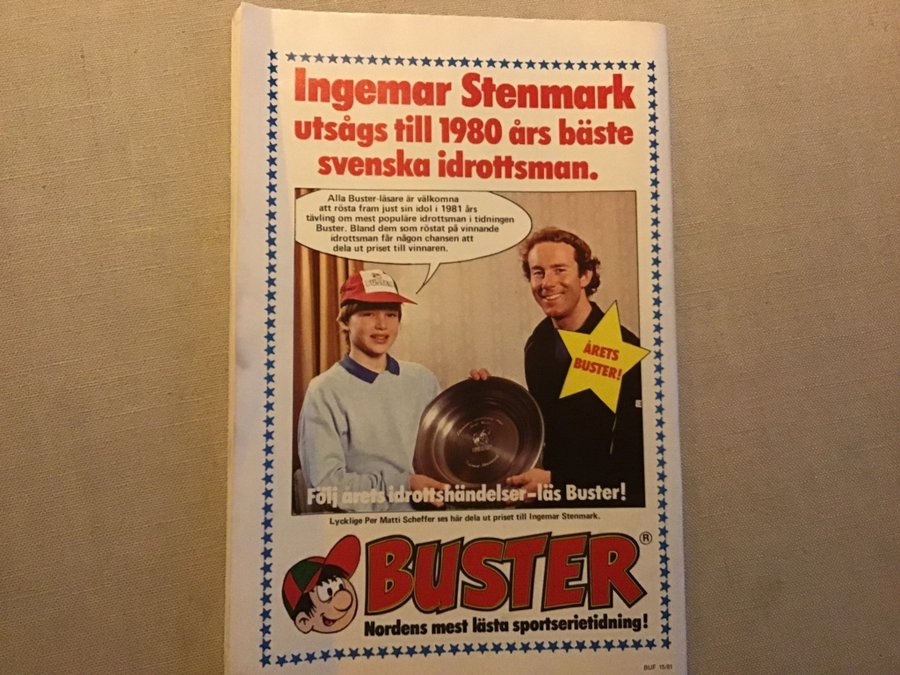 Ingemar Stenmark
utsågs till 1980 års bäste
svenska idrottsman.
Alla Buster-läsare är välkomna
att rösta fram just sin idol i 1981 års
tävling om mest populäre idrottsman i tidningen
Buster. Bland dem som röstat på vinnande
idrottsman får någon chansen att
dela ut priset till vinnaren.
ÅRETS
BUSTER!
Följ årets idrottshändelser–läs Buster!
Lycklige Per Matti Scheffer ses här dela ut priset till Ingemar Stenmark.
BUSTER®
Nordens mest lästa sportserietidning!
BUF 15/81